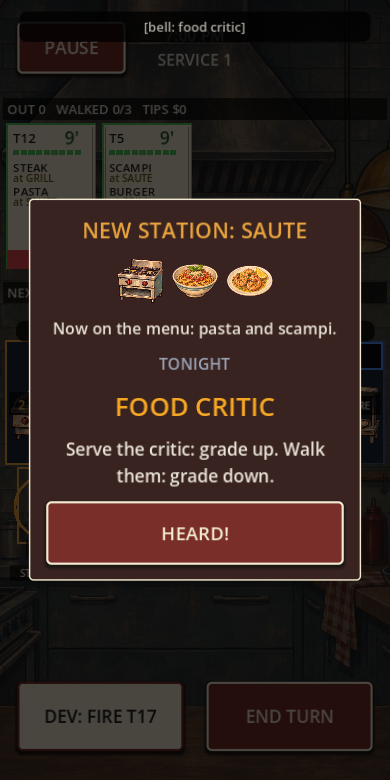 [bell: food critic]
PAUSE
SERVICE 1
OUT 0 WALKED 0/3 TIPS $0
T12 9'
STEAK
at GRILL
PASTA
T5 9'
SCAMPI
at SAUTE
BURGER
NEW STATION: SAUTE
Now on the menu: pasta and scampi.
TONIGHT
FOOD CRITIC
Serve the critic: grade up. Walk
them: grade down.
HEARD!
DEV: FIRE T17
END TURN